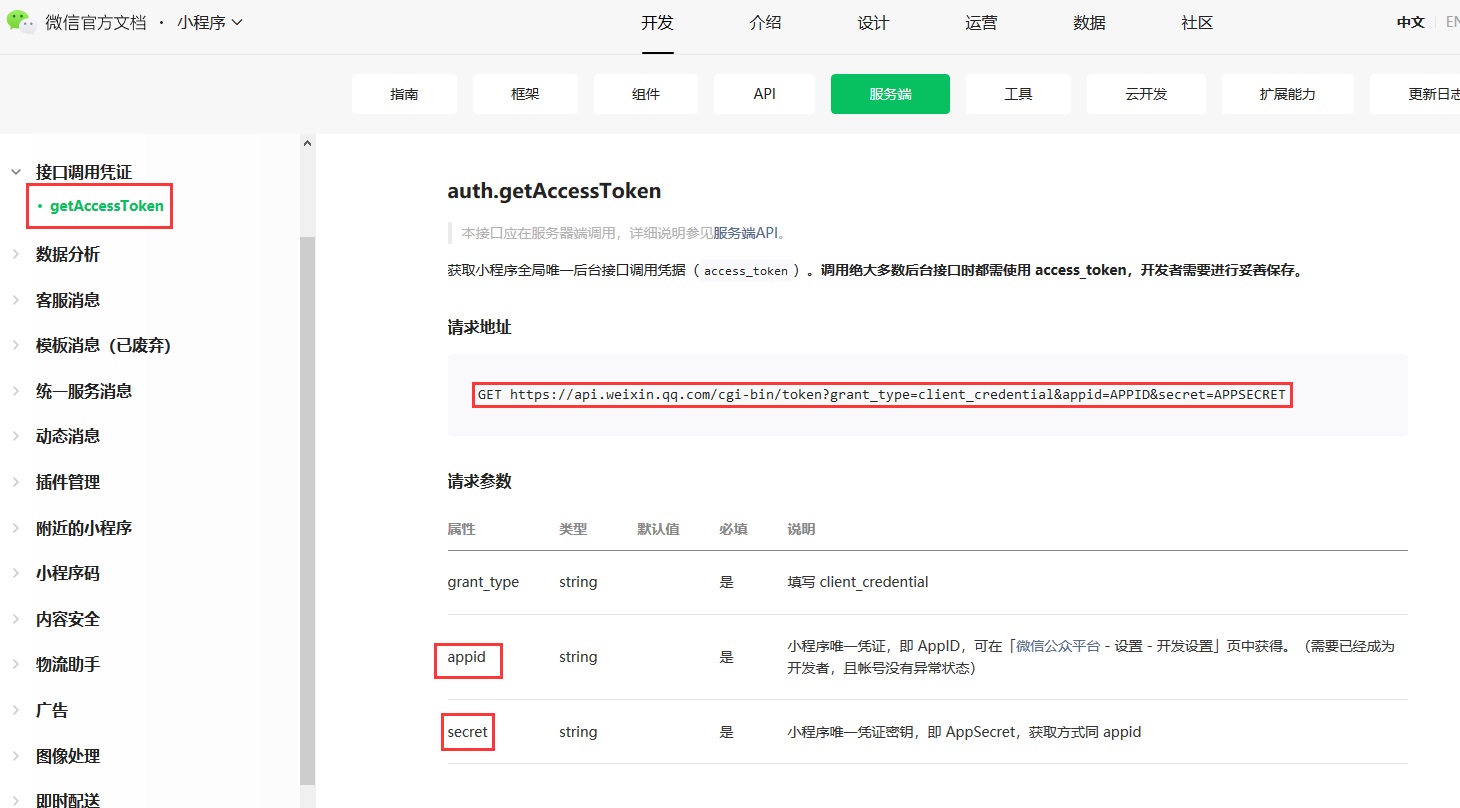 微信官方文档 · 小程序
开发 介绍 设计 运营 数据 社区
中文 EN
指南 框架 组件 API 服务端 工具 云开发 扩展能力 更新日志
接口调用凭证
· getAccessToken
数据分析
客服消息
模板消息（已废弃）
统一服务消息
动态消息
插件管理
附近的小程序
小程序码
内容安全
物流助手
广告
图像处理
即时配送
auth.getAccessToken
本接口应在服务器端调用，详细说明参见服务端API。
获取小程序全局唯一后台接口调用凭据（access_token）。调用绝大多数后台接口时都需使用 access_token，开发者需要进行妥善保存。
请求地址
GET https://api.weixin.qq.com/cgi-bin/token?grant_type=client_credential&appid=APPID&secret=APPSECRET
请求参数
属性 类型 默认值 必填 说明
grant_type string 是 填写 client_credential
appid string 是 小程序唯一凭证，即 AppID，可在「微信公众平台 - 设置 - 开发设置」页中获得。（需要已经成为
开发者，且帐号没有异常状态）
secret string 是 小程序唯一凭证密钥，即 AppSecret，获取方式同 appid